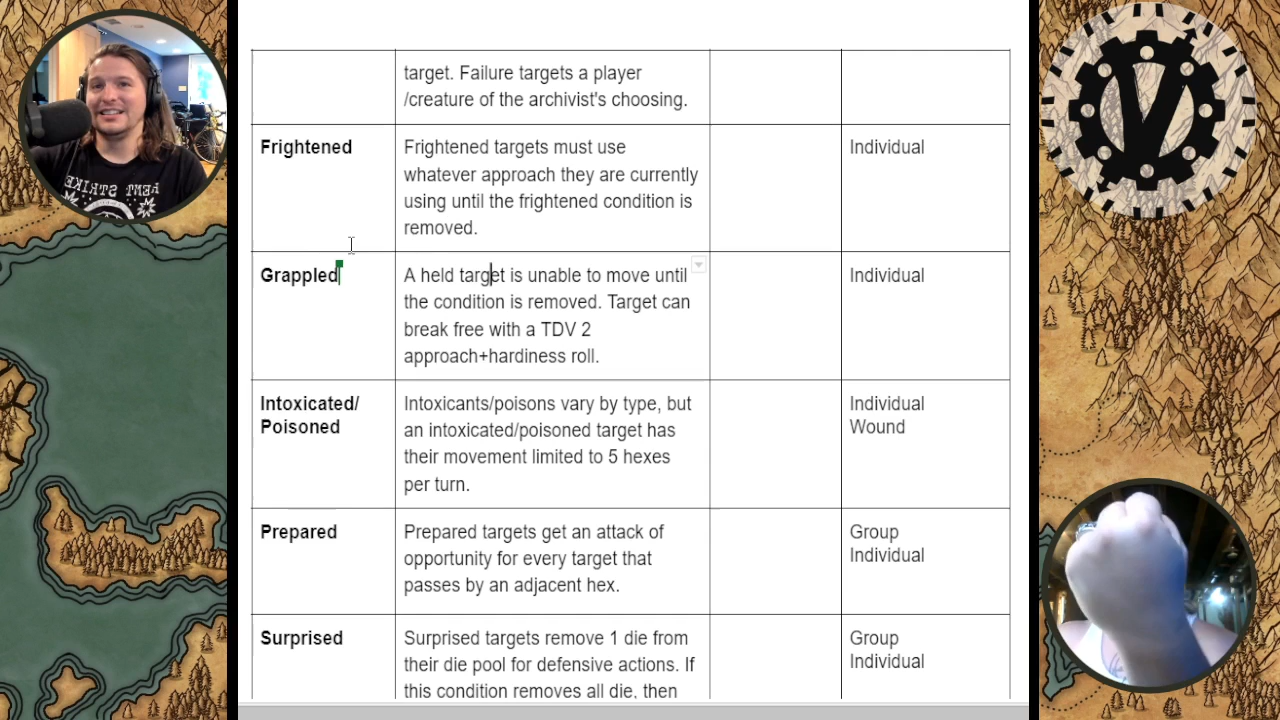 target. Failure targets a player
/creature of the archivist's choosing.
Frightened
Frightened targets must use
whatever approach they are currently
using until the frightened condition is
removed.
Individual
Grappled
A held target is unable to move until
the condition is removed. Target can
break free with a TDV 2
approach+hardiness roll.
Individual
Intoxicated/
Poisoned
Intoxicants/poisons vary by type, but
an intoxicated/poisoned target has
their movement limited to 5 hexes
per turn.
Individual
Wound
Prepared
Prepared targets get an attack of
opportunity for every target that
passes by an adjacent hex.
Group
Individual
Surprised
Surprised targets remove 1 die from
their die pool for defensive actions. If
this condition removes all die, then
Group
Individual
V